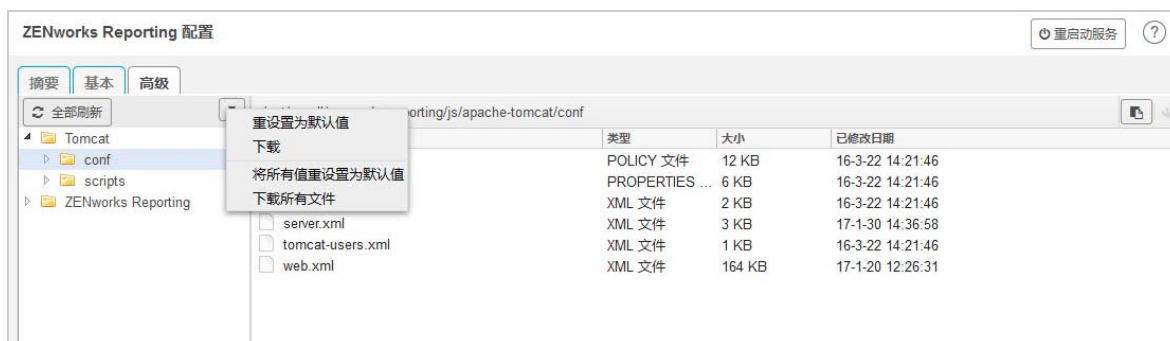 ZENworks Reporting 配置
重启动服务
?
摘要 基本 高级
全部刷新
orting/js/apache-tomcat/conf
重设置为默认值
下载
将所有值重设置为默认值
下载所有文件
Tomcat
conf
scripts
ZENworks Reporting
类型 大小 已修改日期
POLICY 文件 12 KB 16-3-22 14:21:46
PROPERTIES ... 6 KB 16-3-22 14:21:46
XML 文件 2 KB 16-3-22 14:21:46
server.xml XML 文件 3 KB 17-1-30 14:36:58
tomcat-users.xml XML 文件 1 KB 16-3-22 14:21:46
web.xml XML 文件 164 KB 17-1-20 12:26:31